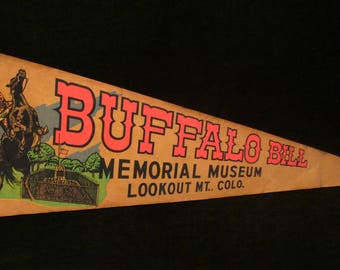 BUFFALO BILL
MEMORIAL MUSEUM
LOOKOUT MT., COLO.